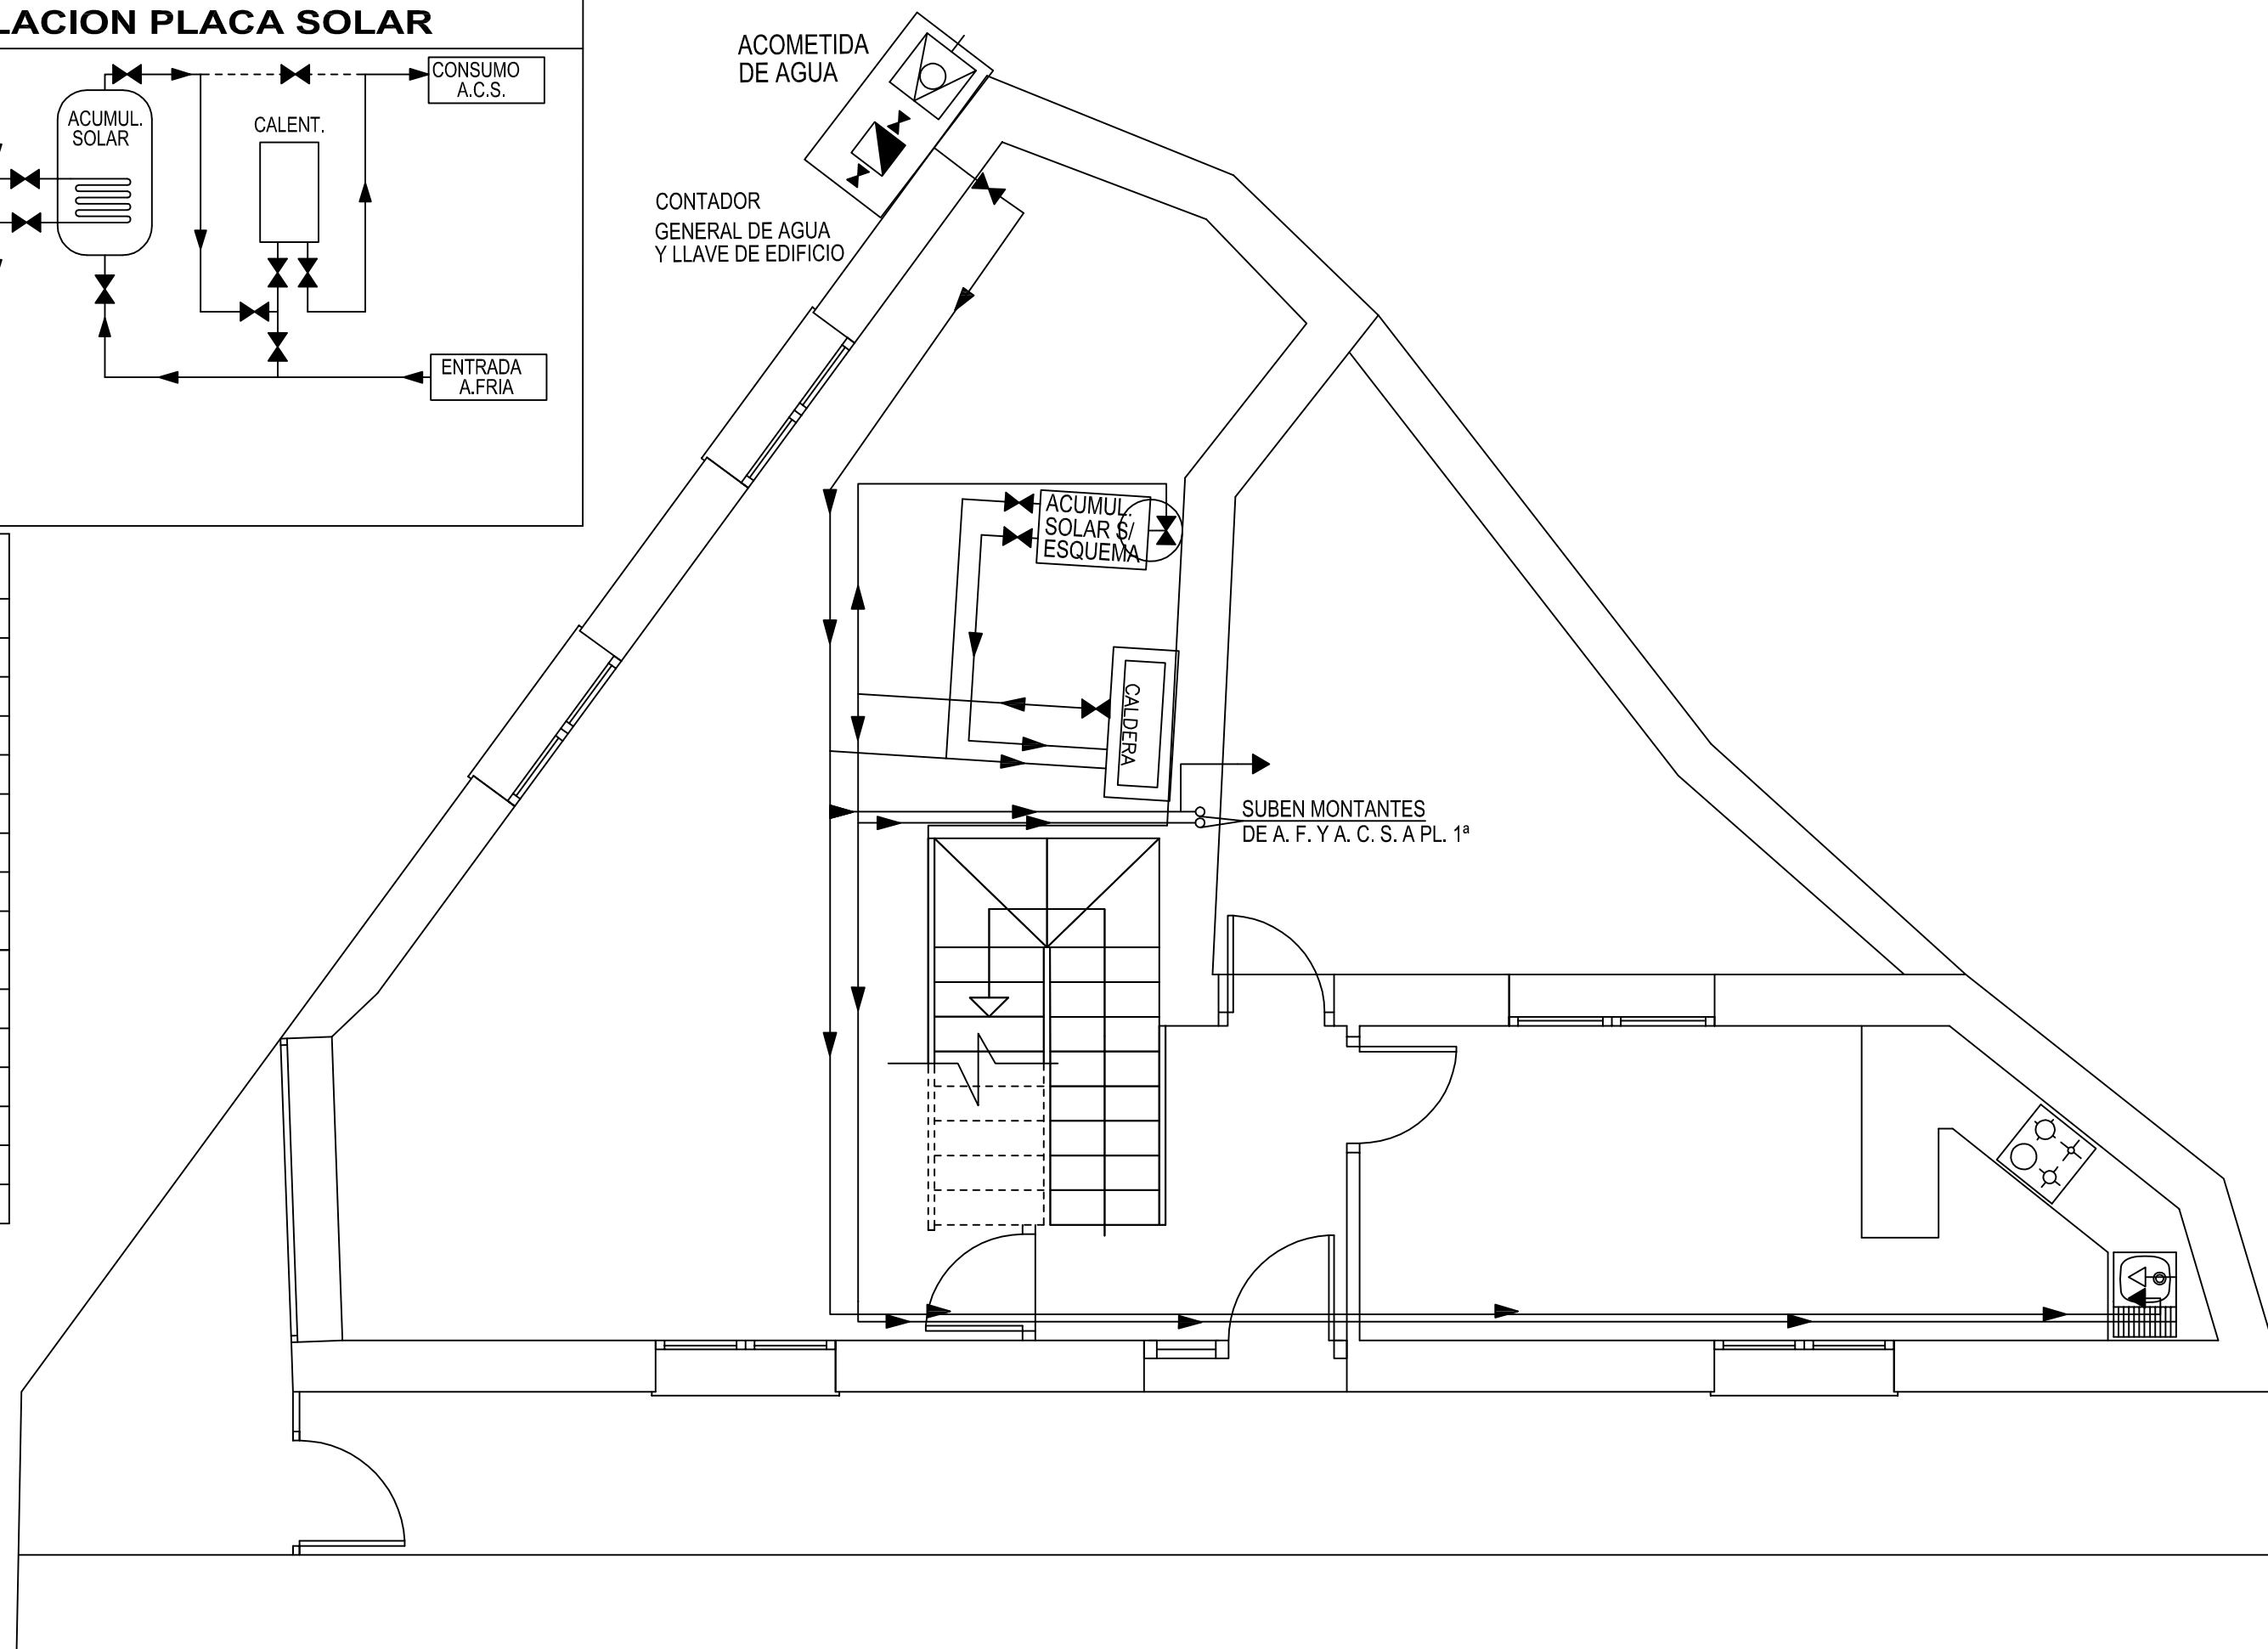 LACION PLACA SOLAR
CONSUMO
A.C.S.
ACUMUL.
SOLAR
CALENT.
ENTRADA
A.FRIA
ACOMETIDA
DE AGUA
CONTADOR
GENERAL DE AGUA
Y LLAVE DE EDIFICIO
ACUMUL.
SOLAR S/
ESQUEMA
CALDERA
SUBEN MONTANTES
DE A. F. Y A. C. S. A PL. 1ª